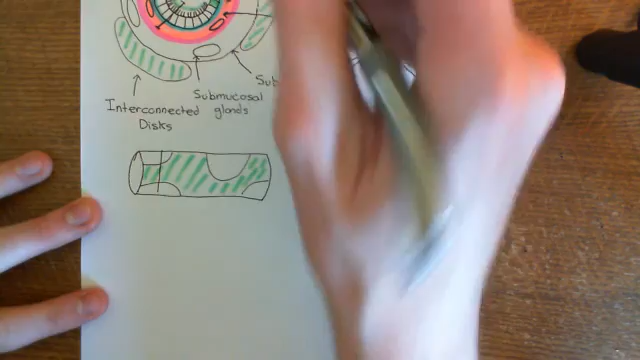 Sub
Submucosal
glands
Interconnected
Disks